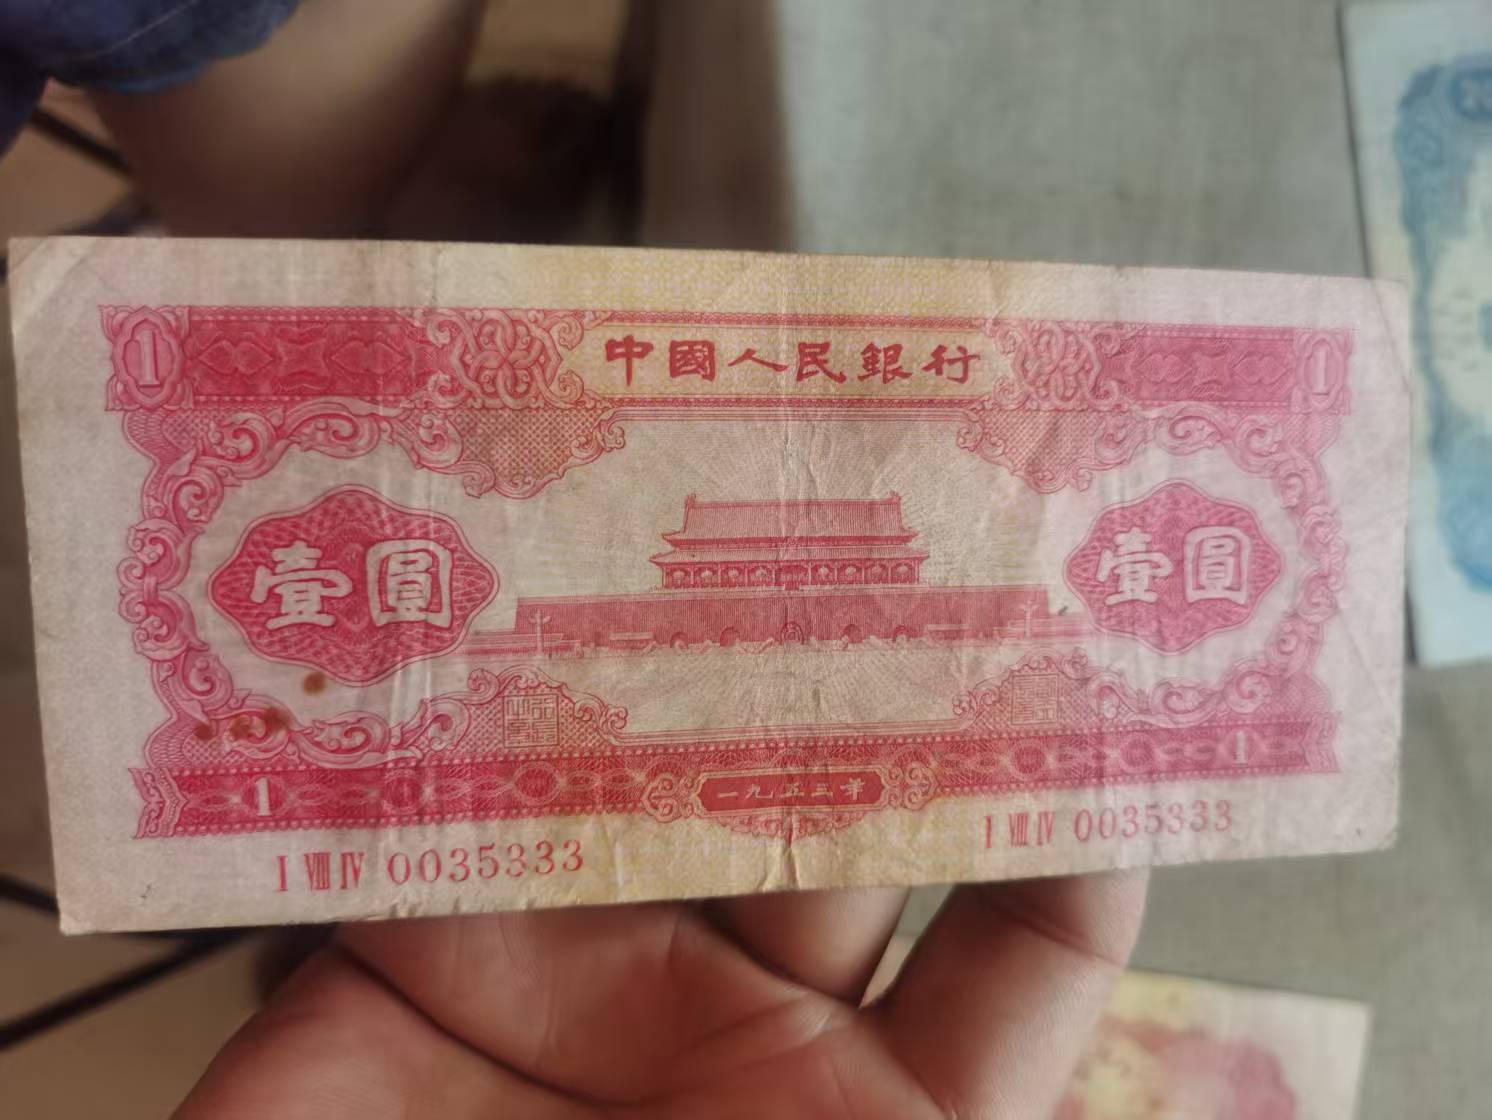 1 中國人民銀行 1
壹圓 壹圓
1 一九五三年 1
I VIII IV 0035333 I VIII IV 0035333